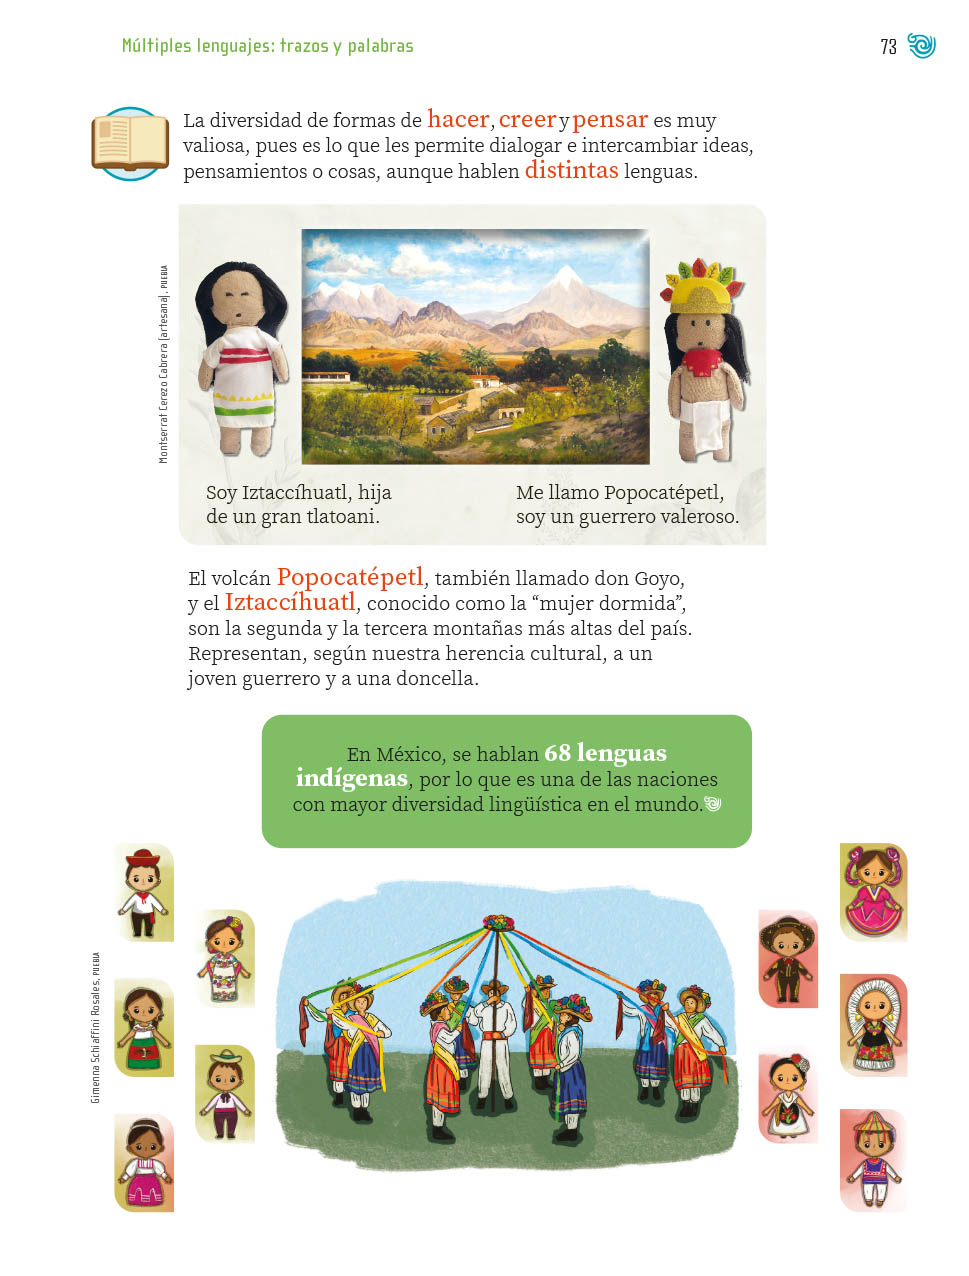 Múltiples lenguajes: trazos y palabras
73
La diversidad de formas de hacer, creer y pensar es muy
valiosa, pues es lo que les permite dialogar e intercambiar ideas,
pensamientos o cosas, aunque hablen distintas lenguas.
Montserrat Cerezo Cabrera (artesana), PUEBLA
Soy Iztaccíhuatl, hija
de un gran tlatoani.
Me llamo Popocatépetl,
soy un guerrero valeroso.
El volcán Popocatépetl, también llamado don Goyo,
y el Iztaccíhuatl, conocido como la “mujer dormida”,
son la segunda y la tercera montañas más altas del país.
Representan, según nuestra herencia cultural, a un
joven guerrero y a una doncella.
En México, se hablan 68 lenguas
indígenas, por lo que es una de las naciones
con mayor diversidad lingüística en el mundo.
Gimenna Schiaffini Rosales, PUEBLA